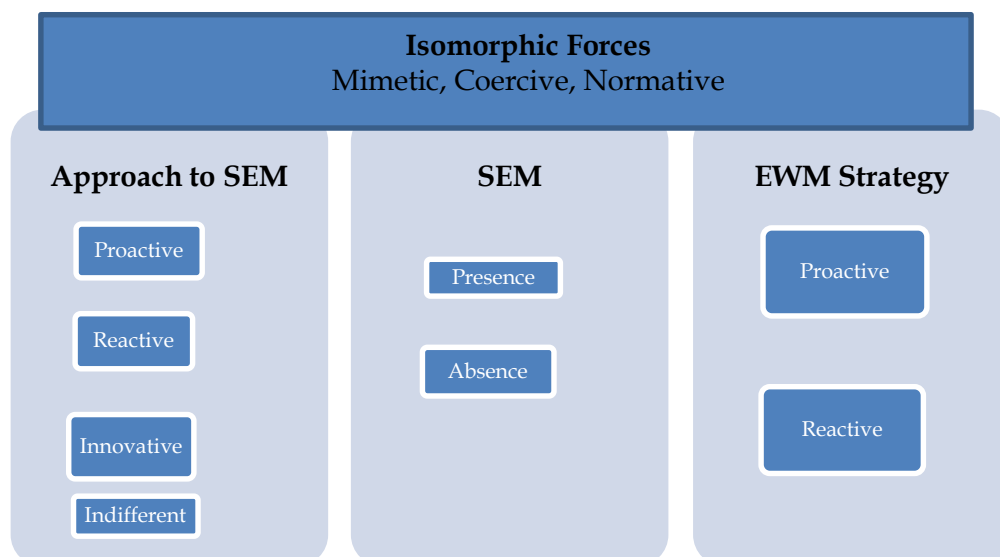 Isomorphic Forces
Mimetic, Coercive, Normative
Approach to SEM
Proactive
Reactive
Innovative
Indifferent
SEM
Presence
Absence
EWM Strategy
Proactive
Reactive